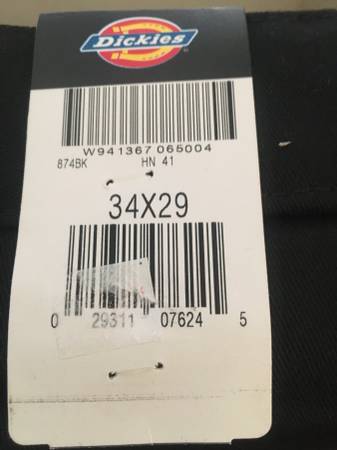 Dickies
W941367 065004
874BK HN 41
34X29
0 29311 07624 5